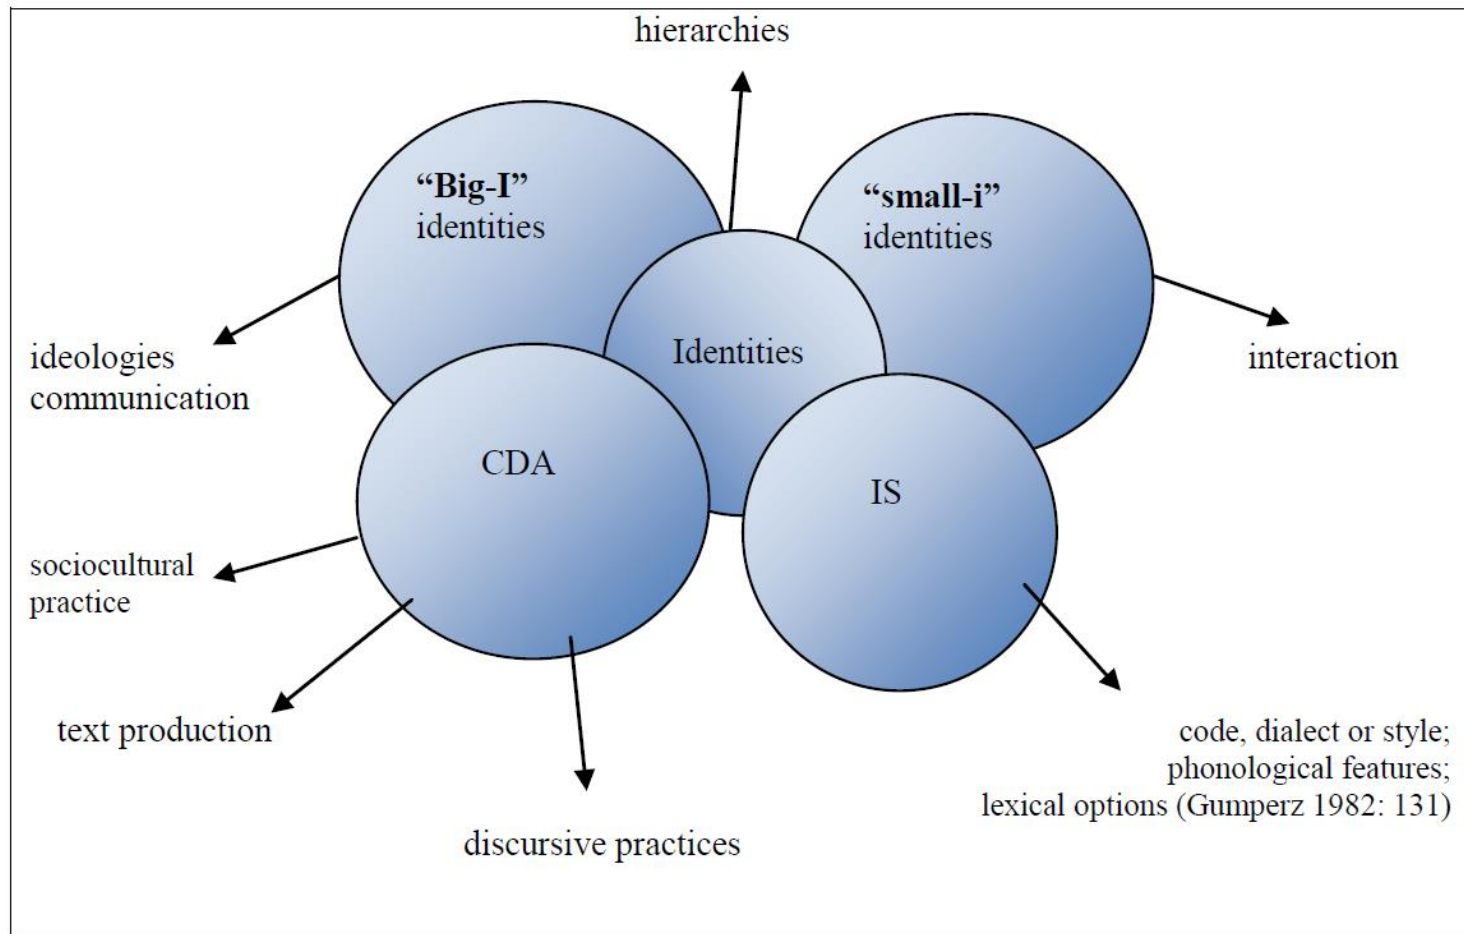 hierarchies
“Big-I”
identities
“small-i”
identities
Identities
ideologies
communication
interaction
CDA
IS
sociocultural
practice
text production
discursive practices
code, dialect or style;
phonological features;
lexical options (Gumperz 1982: 131)